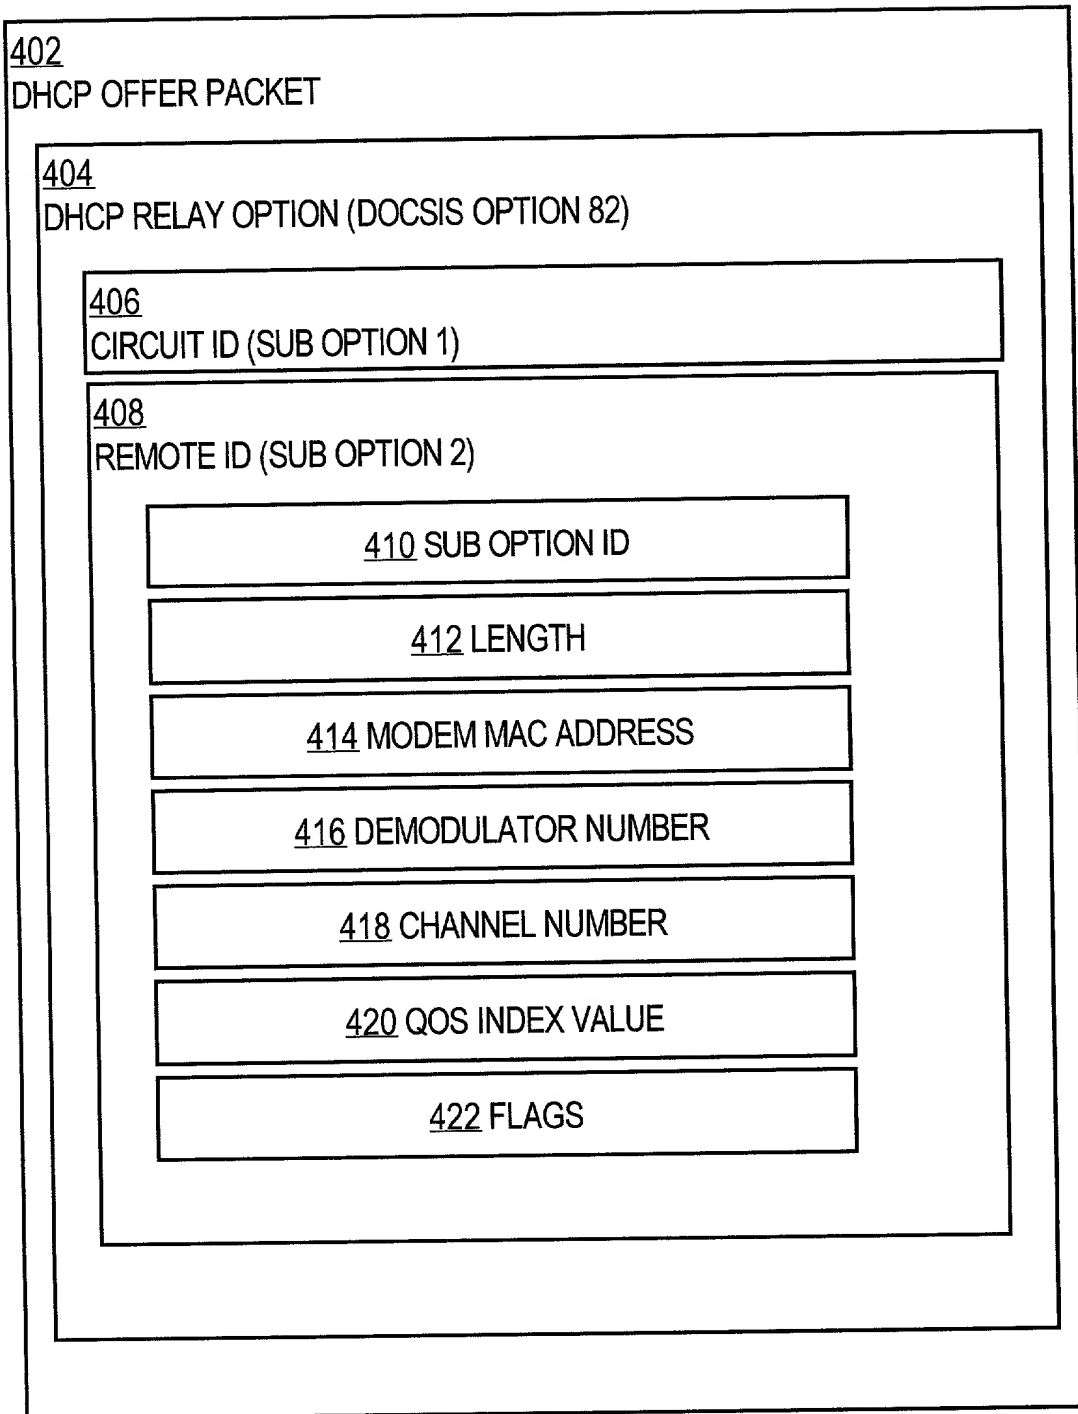 402
DHCP OFFER PACKET
404
DHCP RELAY OPTION (DOCSIS OPTION 82)
406
CIRCUIT ID (SUB OPTION 1)
408
REMOTE ID (SUB OPTION 2)
410 SUB OPTION ID
412 LENGTH
414 MODEM MAC ADDRESS
416 DEMODULATOR NUMBER
418 CHANNEL NUMBER
420 QOS INDEX VALUE
422 FLAGS